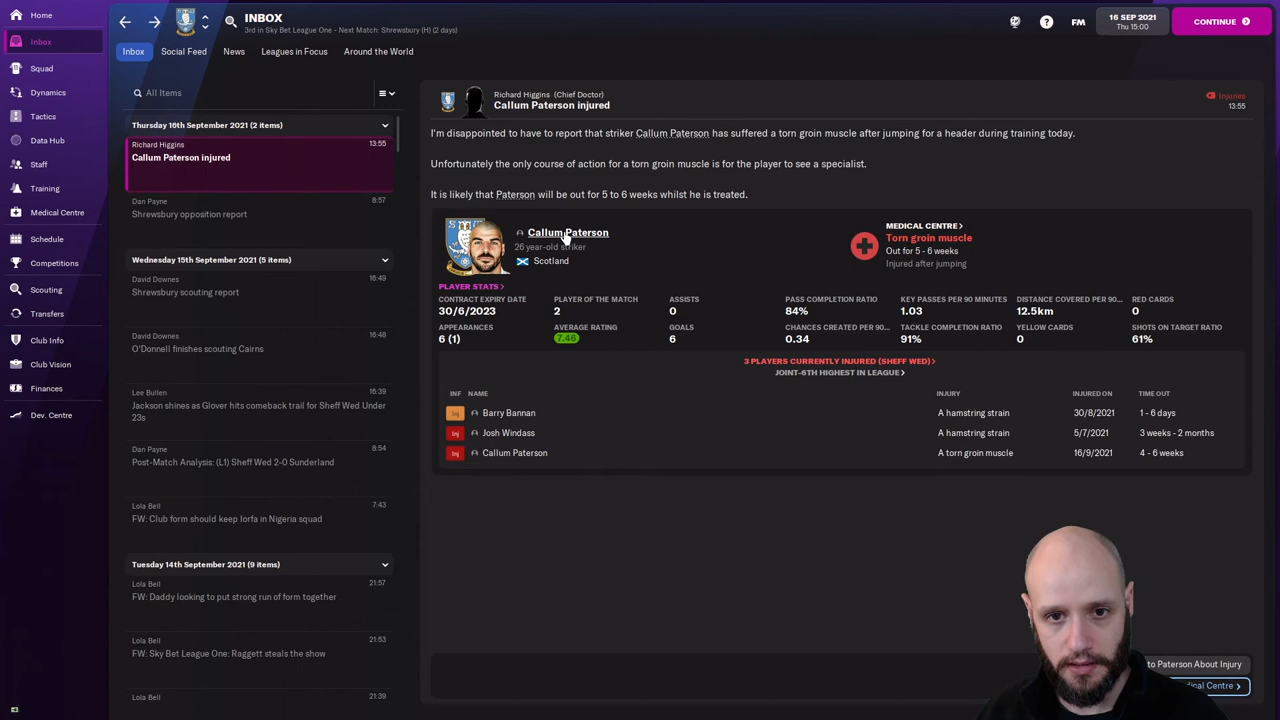 Home
Inbox
Squad
Dynamics
Tactics
Data Hub
Staff
Training
Medical Centre
Schedule
Competitions
Scouting
Transfers
Club Info
Club Vision
Finances
Dev. Centre
INBOX
3rd in Sky Bet League One - Next Match: Shrewsbury (H) (2 days)
FM
16 SEP 2021
Thu 15:00
CONTINUE
Inbox
Social Feed
News
Leagues in Focus
Around the World
All Items
Thursday 16th September 2021 (2 items)
Richard Higgins
13:55
Callum Paterson injured
Dan Payne
8:57
Shrewsbury opposition report
Wednesday 15th September 2021 (5 items)
David Downes
16:49
Shrewsbury scouting report
David Downes
16:48
O'Donnell finishes scouting Cairns
Lee Bullen
16:39
Jackson shines as Glover hits comeback trail for Sheff Wed Under
23s
Dan Payne
8:54
Post-Match Analysis: (L1) Sheff Wed 2-0 Sunderland
Lola Bell
7:43
FW: Club form should keep Iorfa in Nigeria squad
Tuesday 14th September 2021 (9 items)
Lola Bell
21:57
FW: Daddy looking to put strong run of form together
Lola Bell
21:53
FW: Sky Bet League One: Raggett steals the show
Lola Bell
21:39
Richard Higgins (Chief Doctor)
Callum Paterson injured
Injuries
13:55
I'm disappointed to have to report that striker Callum Paterson has suffered a torn groin muscle after jumping for a header during training today.
Unfortunately the only course of action for a torn groin muscle is for the player to see a specialist.
It is likely that Paterson will be out for 5 to 6 weeks whilst he is treated.
Callum Paterson
26 year-old striker
Scotland
MEDICAL CENTRE
Torn groin muscle
Out for 5 - 6 weeks
Injured after jumping
PLAYER STATS
CONTRACT EXPIRY DATE
PLAYER OF THE MATCH
ASSISTS
PASS COMPLETION RATIO
KEY PASSES PER 90 MINUTES
DISTANCE COVERED PER 90...
RED CARDS
30/6/2023
2
0
84%
1.03
12.5km
0
APPEARANCES
AVERAGE RATING
GOALS
CHANCES CREATED PER 90...
TACKLE COMPLETION RATIO
YELLOW CARDS
SHOTS ON TARGET RATIO
6 (1)
7.46
6
0.34
91%
0
61%
3 PLAYERS CURRENTLY INJURED (SHEFF WED)
JOINT-6TH HIGHEST IN LEAGUE
INF
NAME
INJURY
INJURED ON
TIME OUT
Inj
Barry Bannan
A hamstring strain
30/8/2021
1 - 6 days
Inj
Josh Windass
A hamstring strain
5/7/2021
3 weeks - 2 months
Inj
Callum Paterson
A torn groin muscle
16/9/2021
4 - 6 weeks
to Paterson About Injury
Centre